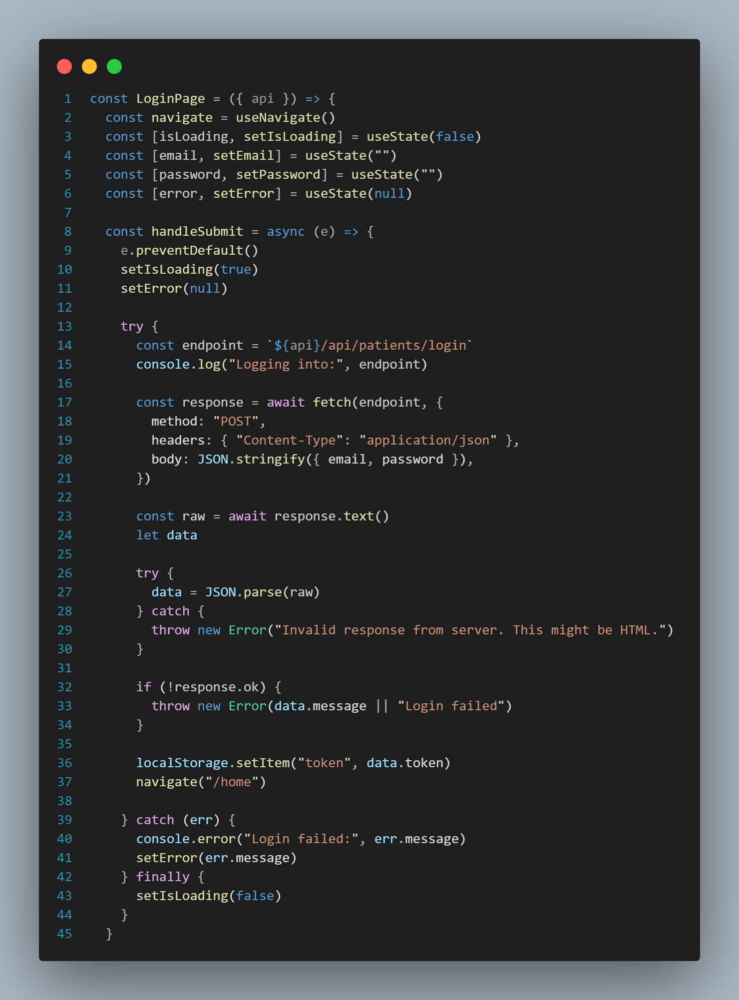 1 const LoginPage = ({ api }) => {
2   const navigate = useNavigate()
3   const [isLoading, setIsLoading] = useState(false)
4   const [email, setEmail] = useState("")
5   const [password, setPassword] = useState("")
6   const [error, setError] = useState(null)
7
8   const handleSubmit = async (e) => {
9     e.preventDefault()
10     setIsLoading(true)
11     setError(null)
12
13     try {
14       const endpoint = `${api}/api/patients/login`
15       console.log("Logging into:", endpoint)
16
17       const response = await fetch(endpoint, {
18         method: "POST",
19         headers: { "Content-Type": "application/json" },
20         body: JSON.stringify({ email, password }),
21       })
22
23       const raw = await response.text()
24       let data
25
26       try {
27         data = JSON.parse(raw)
28       } catch {
29         throw new Error("Invalid response from server. This might be HTML.")
30       }
31
32       if (!response.ok) {
33         throw new Error(data.message || "Login failed")
34       }
35
36       localStorage.setItem("token", data.token)
37       navigate("/home")
38
39     } catch (err) {
40       console.error("Login failed:", err.message)
41       setError(err.message)
42     } finally {
43       setIsLoading(false)
44     }
45   }